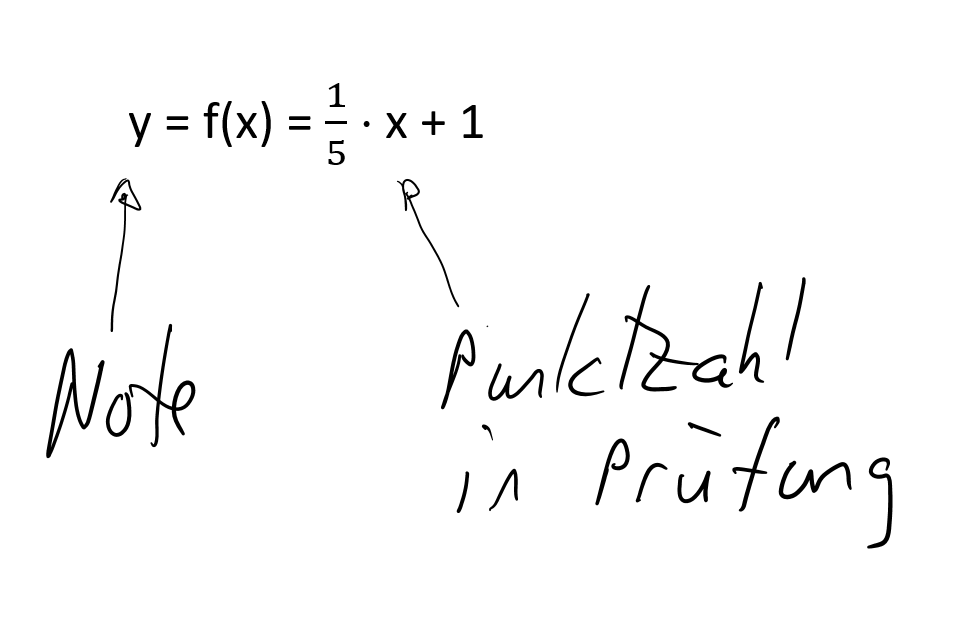 y = f(x) = 1/5 · x + 1
Note
Punktzahl
in Prüfung